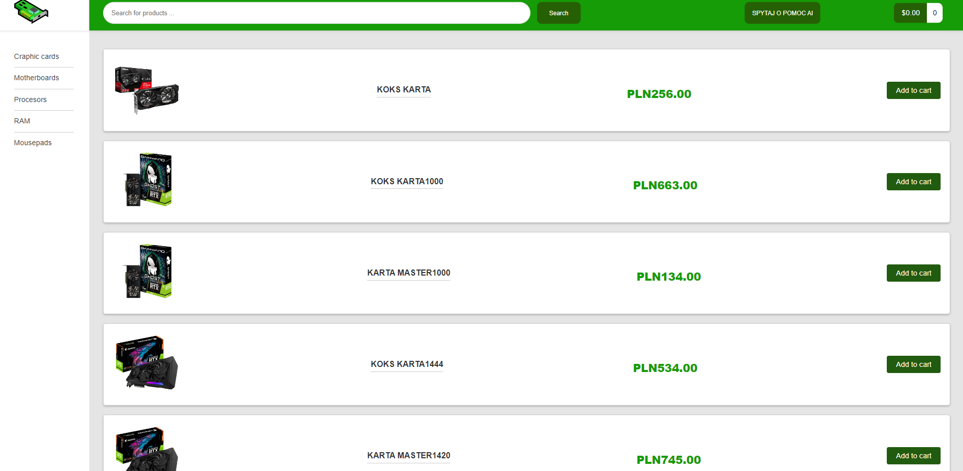 Search for products ...
Search
SPYTAJ O POMOC AI
$0.00 0
Craphic cards
Motherboards
Procesors
RAM
Mousepads
KOKS KARTA
PLN256.00
Add to cart
KOKS KARTA1000
PLN663.00
Add to cart
KARTA MASTER1000
PLN134.00
Add to cart
KOKS KARTA1444
PLN534.00
Add to cart
KARTA MASTER1420
PLN745.00
Add to cart